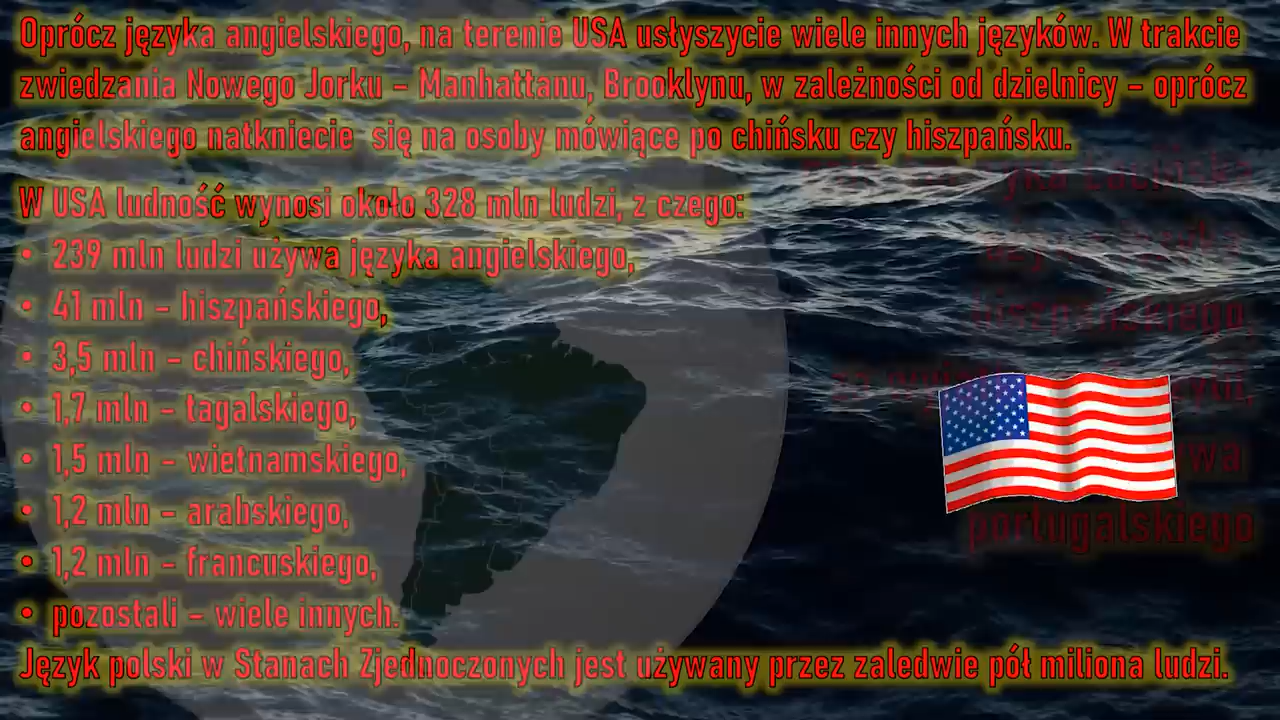 Oprócz języka angielskiego, na terenie USA usłyszycie wiele innych języków. W trakcie
zwiedzania Nowego Jorku – Manhattanu, Brooklynu, w zależności od dzielnicy – oprócz
angielskiego natkniecie się na osoby mówiące po chińsku czy hiszpańsku.
W USA ludność wynosi około 328 mln ludzi, z czego:
• 239 mln ludzi używa języka angielskiego,
• 41 mln – hiszpańskiego,
• 3,5 mln – chińskiego,
• 1,7 mln – tagalskiego,
• 1,5 mln – wietnamskiego,
• 1,2 mln – arabskiego,
• 1,2 mln – francuskiego,
• pozostali – wiele innych.
Język polski w Stanach Zjednoczonych jest używany przez zaledwie pół miliona ludzi.
hiszpańskiego,
portugalskiego